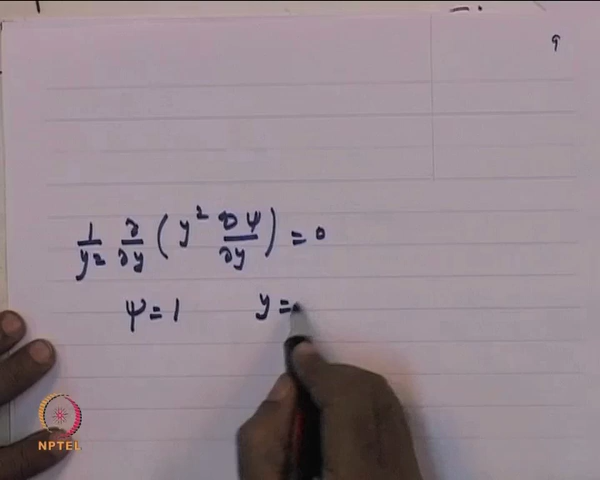 9
1/y² ∂/∂y ( y² ∂ψ/∂y ) = 0
ψ = 1 y =
NPTEL